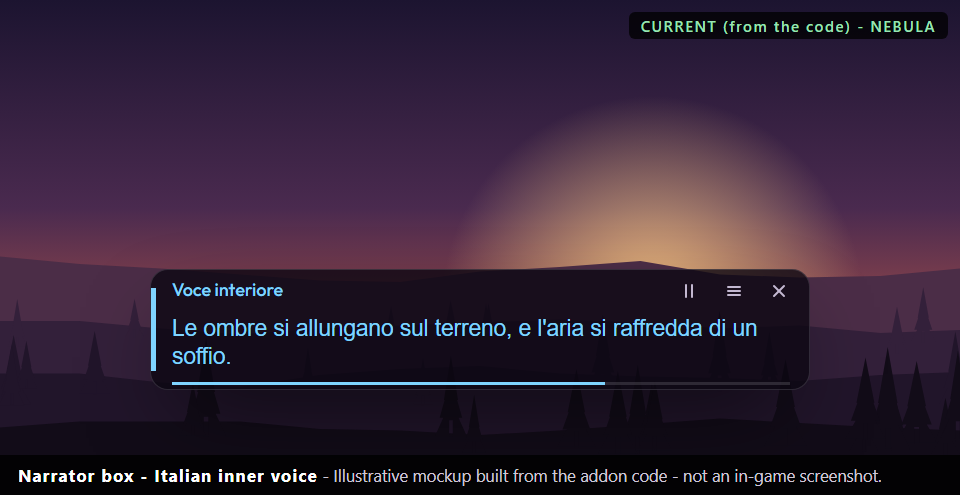 CURRENT (from the code) - NEBULA
Voce interiore
Le ombre si allungano sul terreno, e l'aria si raffredda di un
soffio.
Narrator box - Italian inner voice - Illustrative mockup built from the addon code - not an in-game screenshot.